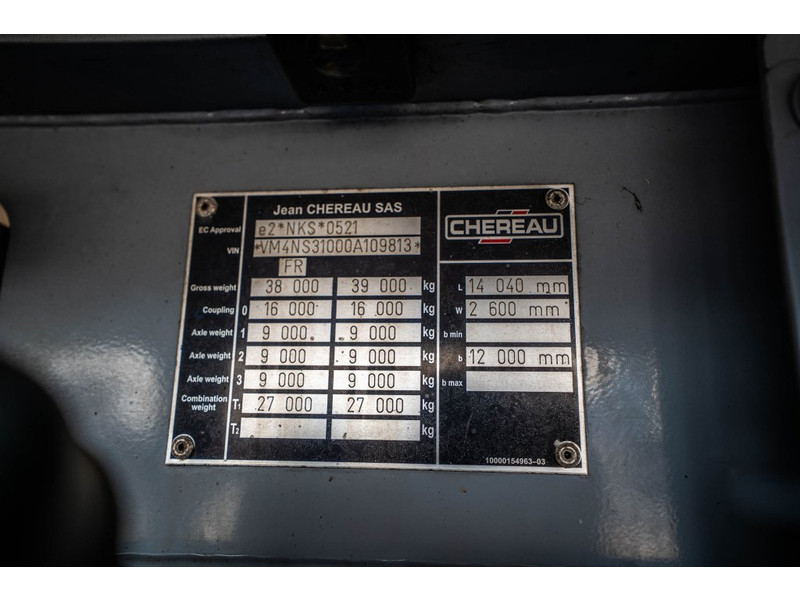 Jean CHEREAU SAS
EC Approval e2*NKS*0521
VIN *VM4NS31000A109813*
FR
Gross weight 38 000 39 000 kg
Coupling 0 16 000 16 000 kg
Axle weight 1 9 000 9 000 kg
Axle weight 2 9 000 9 000 kg
Axle weight 3 9 000 9 000 kg
Combination weight T1 27 000 27 000 kg
T2 kg
CHEREAU
L 14 040 mm
W 2 600 mm
b min
b 12 000 mm
b max
10000154963-03